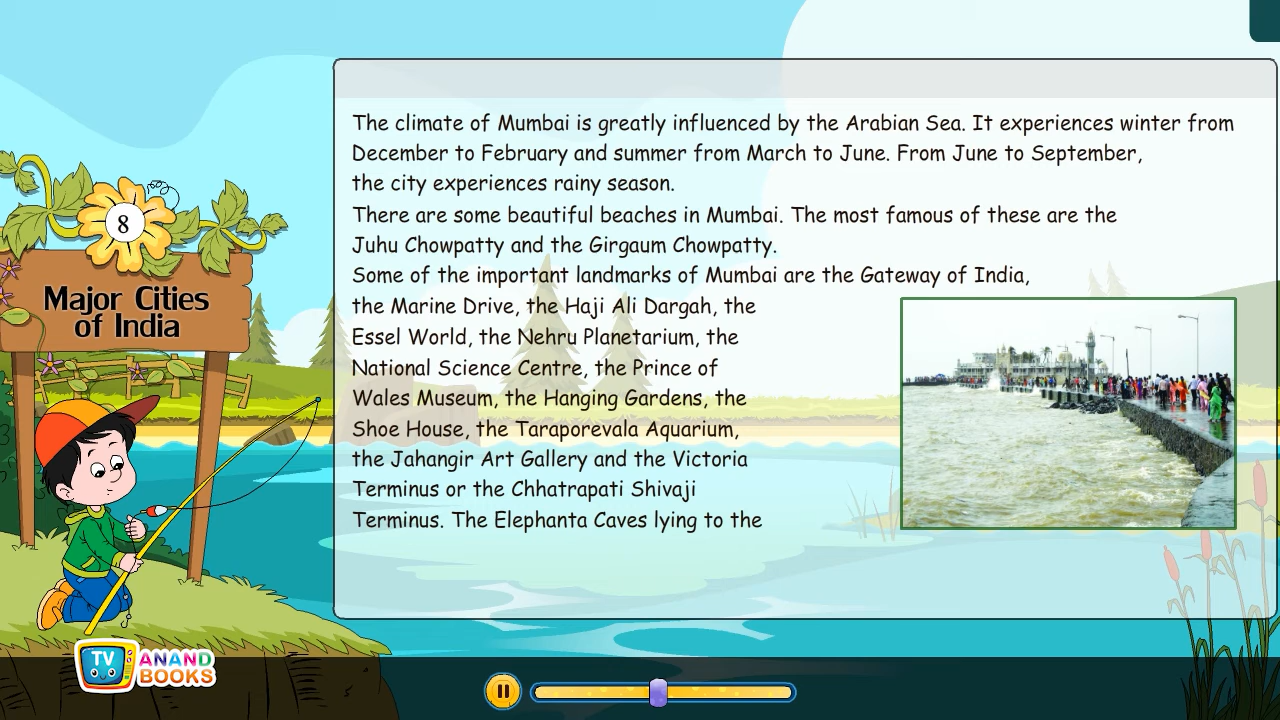 8
Major Cities
of India
The climate of Mumbai is greatly influenced by the Arabian Sea. It experiences winter from
December to February and summer from March to June. From June to September,
the city experiences rainy season.
There are some beautiful beaches in Mumbai. The most famous of these are the
Juhu Chowpatty and the Girgaum Chowpatty.
Some of the important landmarks of Mumbai are the Gateway of India,
the Marine Drive, the Haji Ali Dargah, the
Essel World, the Nehru Planetarium, the
National Science Centre, the Prince of
Wales Museum, the Hanging Gardens, the
Shoe House, the Taraporevala Aquarium,
the Jahangir Art Gallery and the Victoria
Terminus or the Chhatrapati Shivaji
Terminus. The Elephanta Caves lying to the
TV
ANAND
BOOKS